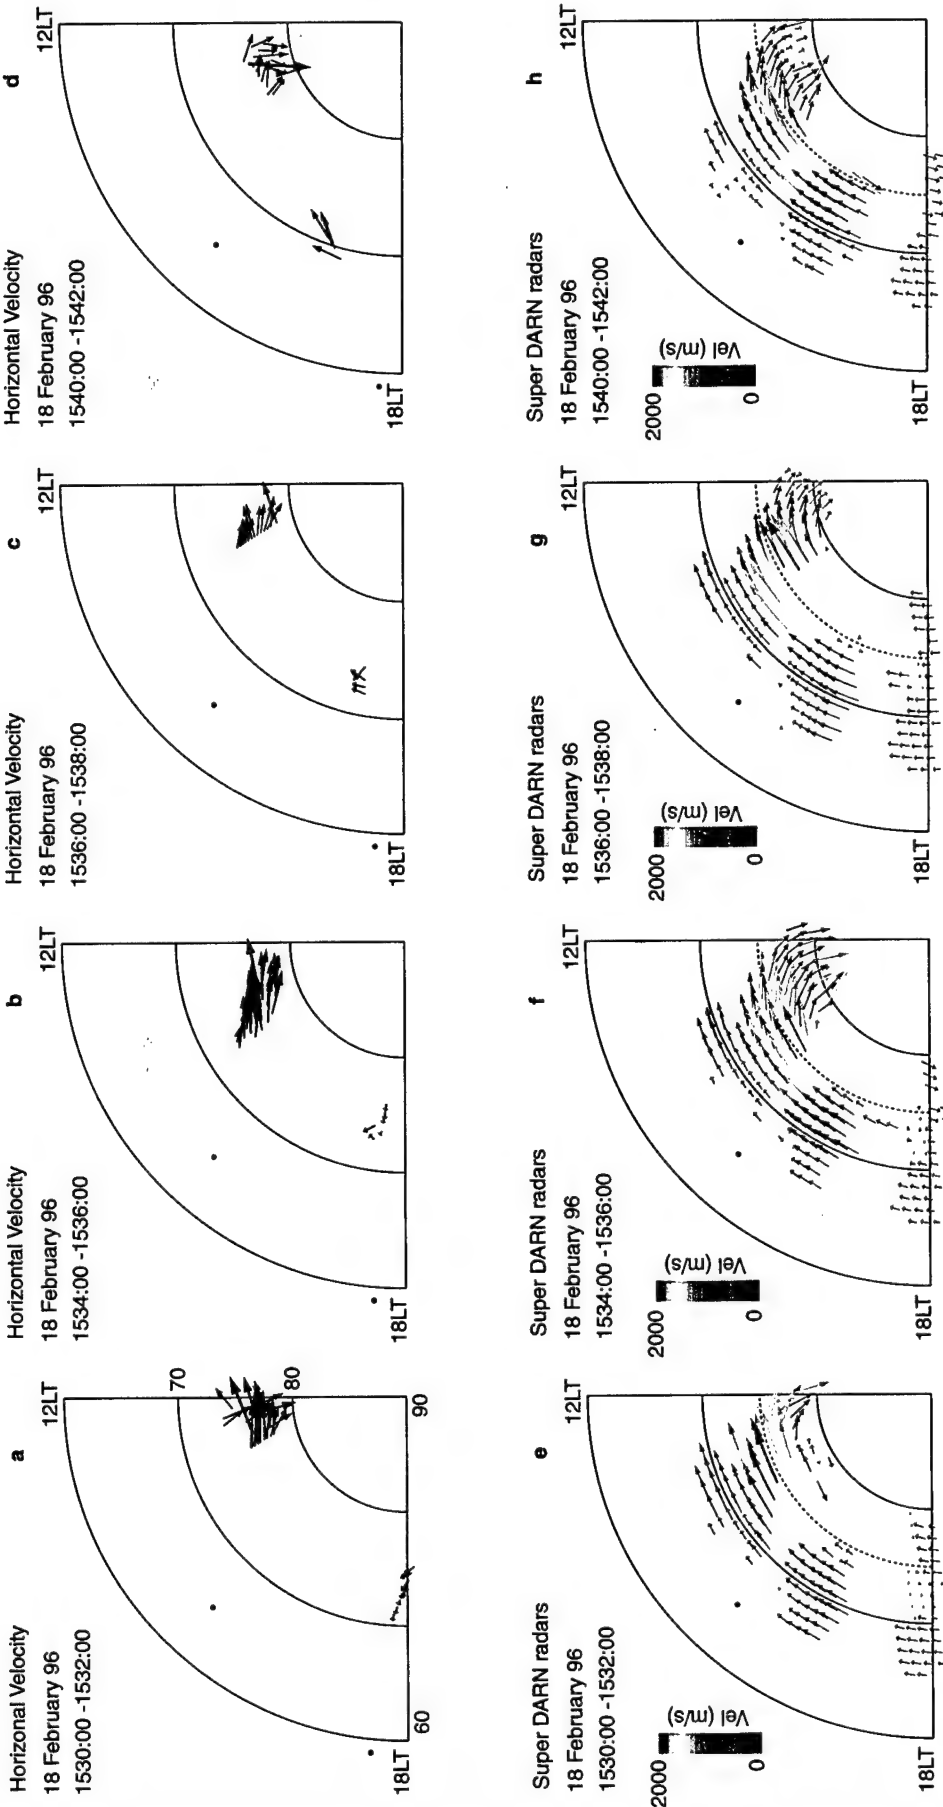 a
Horizonal Velocity
18 February 96
1530:00 -1532:00
12LT
70
80
90
60
18LT
b
Horizontal Velocity
18 February 96
1534:00 -1536:00
12LT
18LT
c
Horizontal Velocity
18 February 96
1536:00 -1538:00
12LT
18LT
d
Horizontal Velocity
18 February 96
1540:00 -1542:00
12LT
18LT
e
Super DARN radars
18 February 96
1530:00 -1532:00
12LT
2000
0
Vel (m/s)
18LT
f
Super DARN radars
18 February 96
1534:00 -1536:00
12LT
2000
0
Vel (m/s)
18LT
g
Super DARN radars
18 February 96
1536:00 -1538:00
12LT
2000
0
Vel (m/s)
18LT
h
Super DARN radars
18 February 96
1540:00 -1542:00
12LT
2000
0
Vel (m/s)
18LT